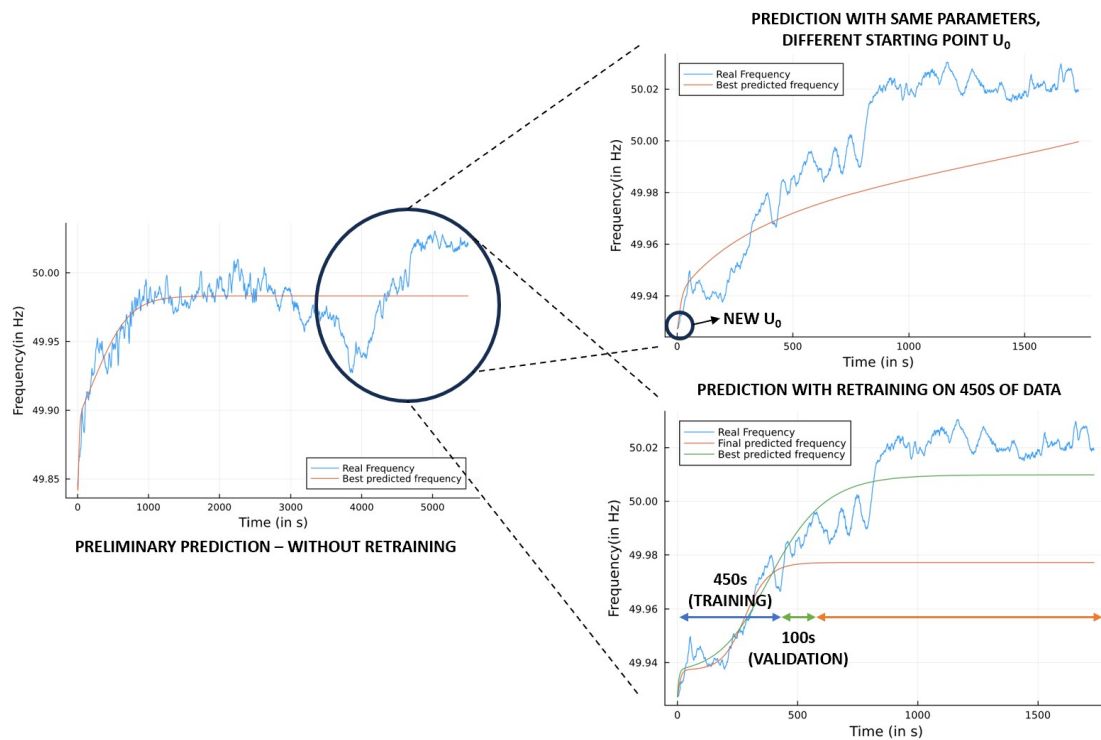 PREDICTION WITH SAME PARAMETERS,
DIFFERENT STARTING POINT U₀
Real Frequency
Best predicted frequency
Frequency(in Hz)
50.02
50.00
49.98
49.96
49.94
NEW U₀
0 500 1000 1500
Time (in s)
Frequency(in Hz)
50.00
49.95
49.90
49.85
Real Frequency
Best predicted frequency
0 1000 2000 3000 4000 5000
Time (in s)
PRELIMINARY PREDICTION – WITHOUT RETRAINING
PREDICTION WITH RETRAINING ON 450S OF DATA
Real Frequency
Final predicted frequency
Best predicted frequency
Frequency(in Hz)
50.02
50.00
49.98
49.96
49.94
450s
(TRAINING)
100s
(VALIDATION)
0 500 1000 1500
Time (in s)